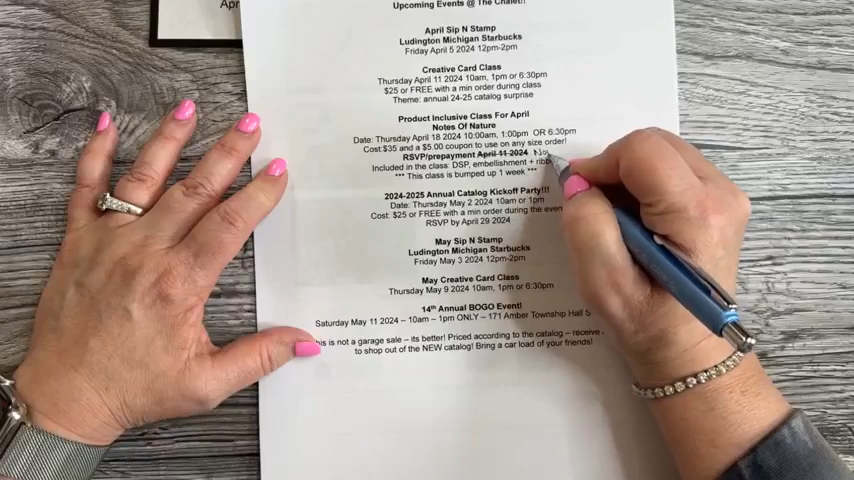 Apr
Upcoming Events @ The Chalet!!
April Sip N Stamp
Ludington Michigan Starbucks
Friday April 5 2024 12pm-2pm
Creative Card Class
Thursday April 11 2024 10am, 1pm or 6:30pm
$25 or FREE with a min order during class
Theme: annual 24-25 catalog surprise
Product Inclusive Class For April
Notes Of Nature
Date: Thursday April 18 2024 10:00am, 1:00pm OR 6:30pm
Cost:$35 and a $5.00 coupon to use on any size order!
RSVP/prepayment April 11 2024
Included in the class: DSP, embellishment + ribb
*** This class is bumped up 1 week ***
2024-2025 Annual Catalog Kickoff Party!!!
Date: Thursday May 2 2024 10am or 1pm
Cost: $25 or FREE with a min order during the even
RSVP by April 29 2024
May Sip N Stamp
Ludington Michigan Starbucks
Friday May 3 2024 12pm-2pm
May Creative Card Class
Thursday May 9 2024 10am, 1pm or 6:30pm
14th Annual BOGO Event!
Saturday May 11 2024 – 10am – 1pm ONLY – 171 Amber Township Hall S
his is not a garage sale – its better! Priced according to the catalog – receive
to shop out of the NEW catalog! Bring a car load of your friends!